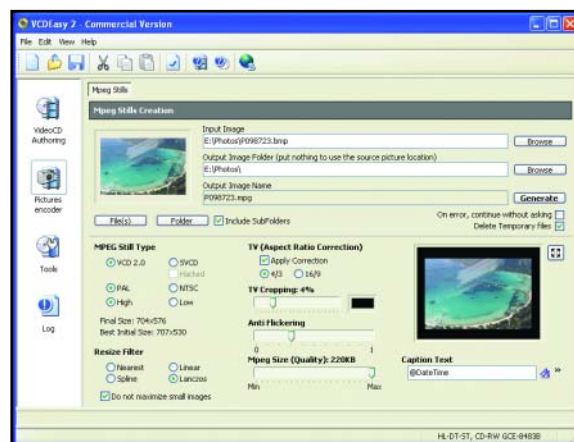 VCDEasy 2 - Commercial Version
File Edit View Help
Mpeg Stills
Mpeg Stills Creation
VideoCD
Authoring
Pictures
encoder
Tools
Log
Input Image
E:\Photos\P098723.bmp
Browse
Output Image Folder (put nothing to use the source picture location)
E:\Photos\
Browse
Output Image Name
P098723.mpg
Generate
File(s) Folder Include SubFolders
On error, continue without asking
Delete Temporary files
MPEG Still Type
VCD 2.0 SVCD
Hacked
PAL NTSC
High Low
Final Size: 704x576
Best Initial Size: 707x530
Resize Filter
Nearest Linear
Spline Lanczos
Do not maximize small images
TV (Aspect Ratio Correction)
Apply Correction
4/3 16/9
TV Cropping: 4%
Anti Flickering
0 1
Mpeg Size (Quality): 220KB
Min Max
Caption Text
@DateTime
HL-DT-ST, CD-RW GCE-8483B